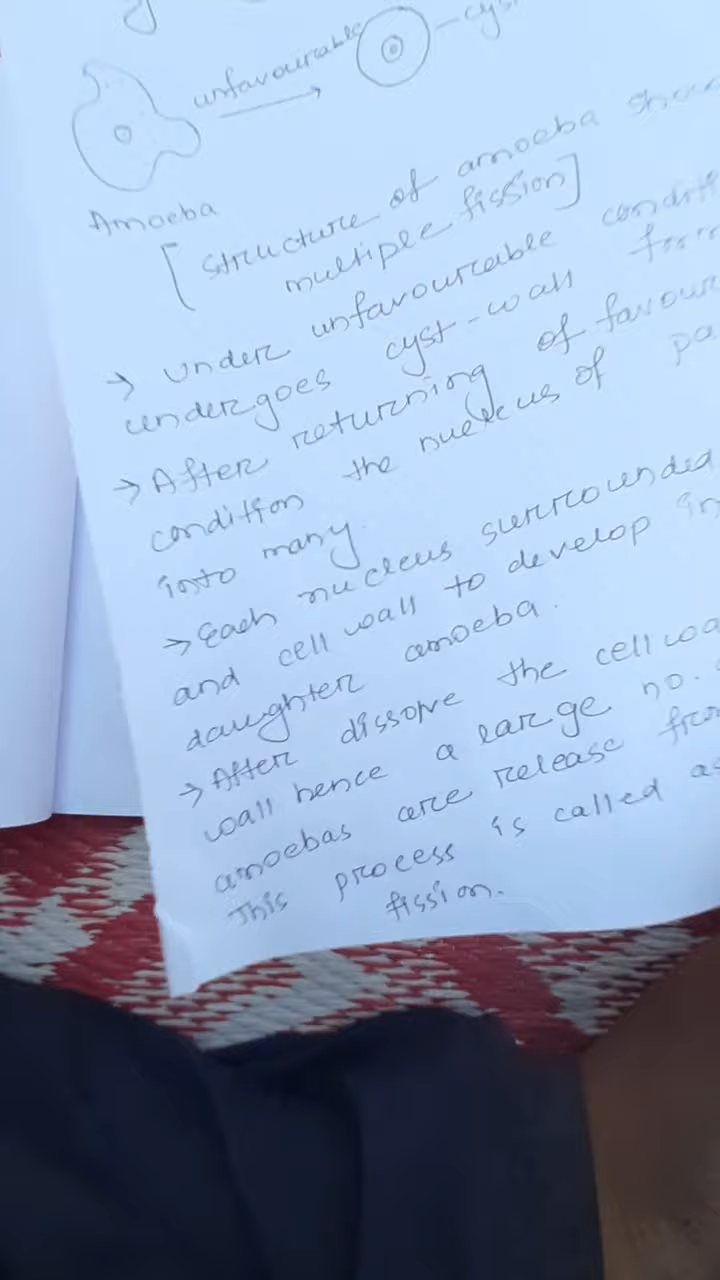 unfavourable
Amoeba
[Structure of amoeba
multiple fission]
→ Under unfavourable
undergoes cyst-wall
→ After returning of
condition the nucleus of
into many.
→ Each nucleus surrounded
and cell wall to develop
daughter amoeba.
→ After dissolve the
wall hence a large no.
amoebas are release
This process is called as
fission.